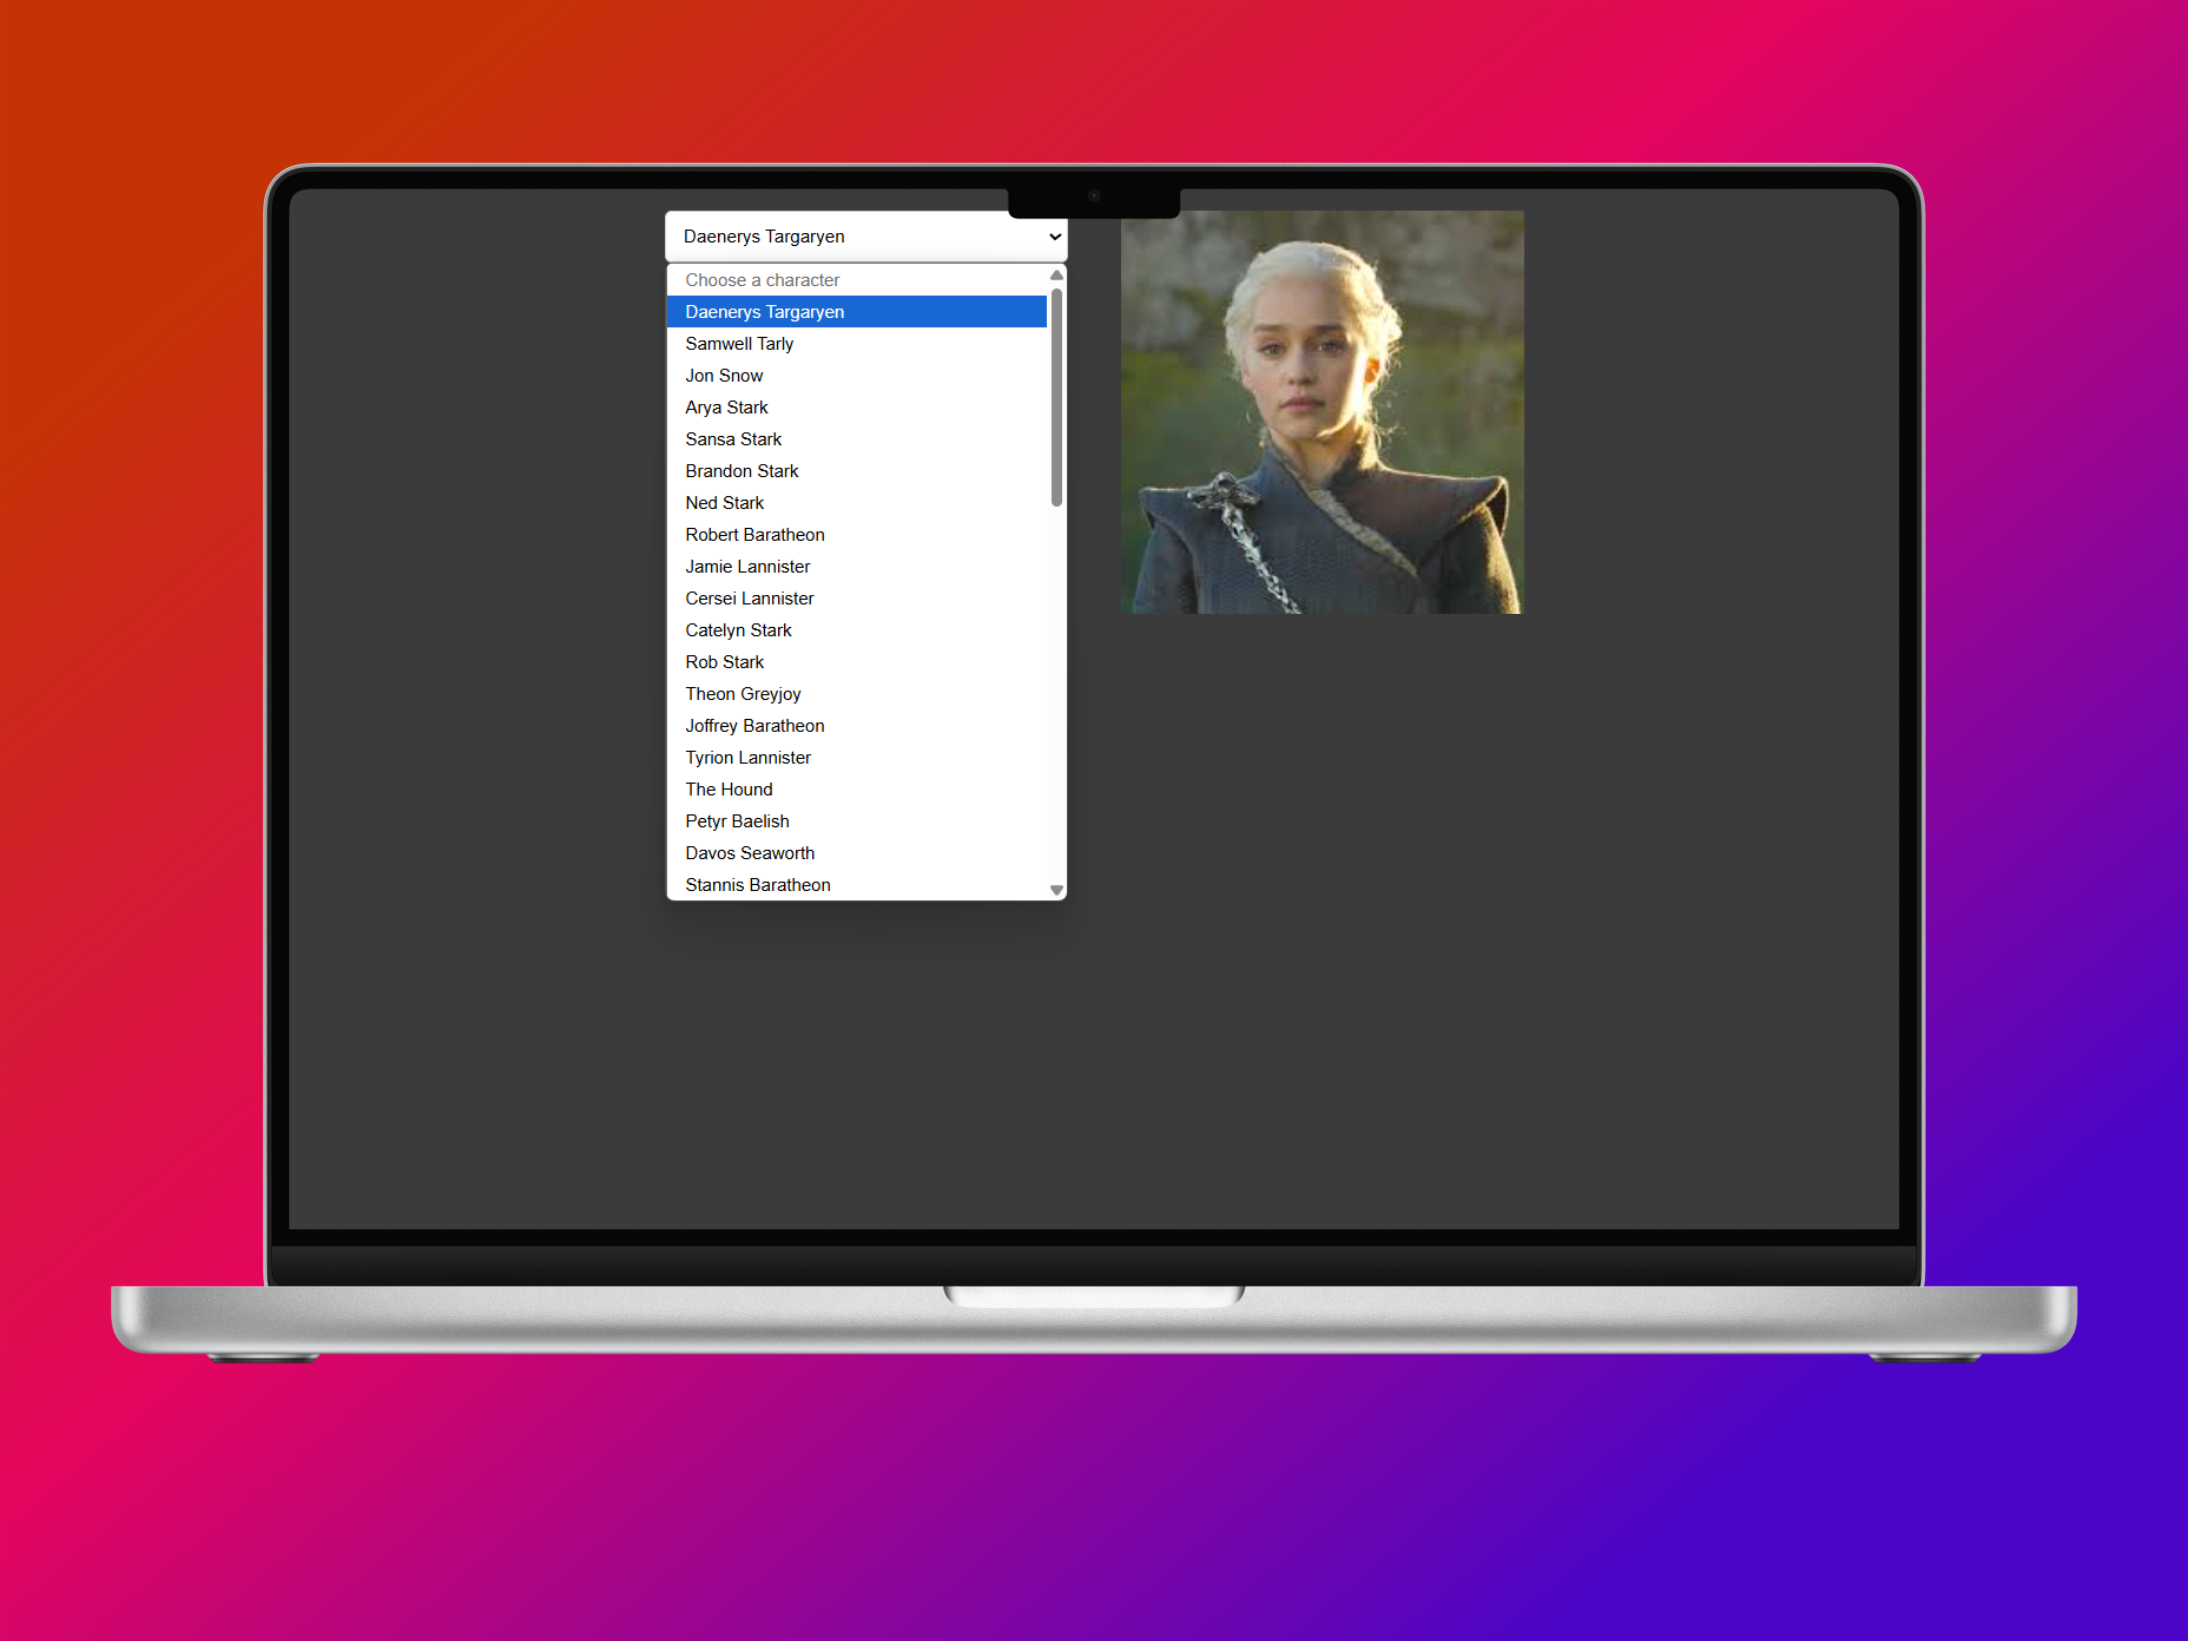 Daenerys Targaryen
Choose a character
Daenerys Targaryen
Samwell Tarly
Jon Snow
Arya Stark
Sansa Stark
Brandon Stark
Ned Stark
Robert Baratheon
Jamie Lannister
Cersei Lannister
Catelyn Stark
Rob Stark
Theon Greyjoy
Joffrey Baratheon
Tyrion Lannister
The Hound
Petyr Baelish
Davos Seaworth
Stannis Baratheon